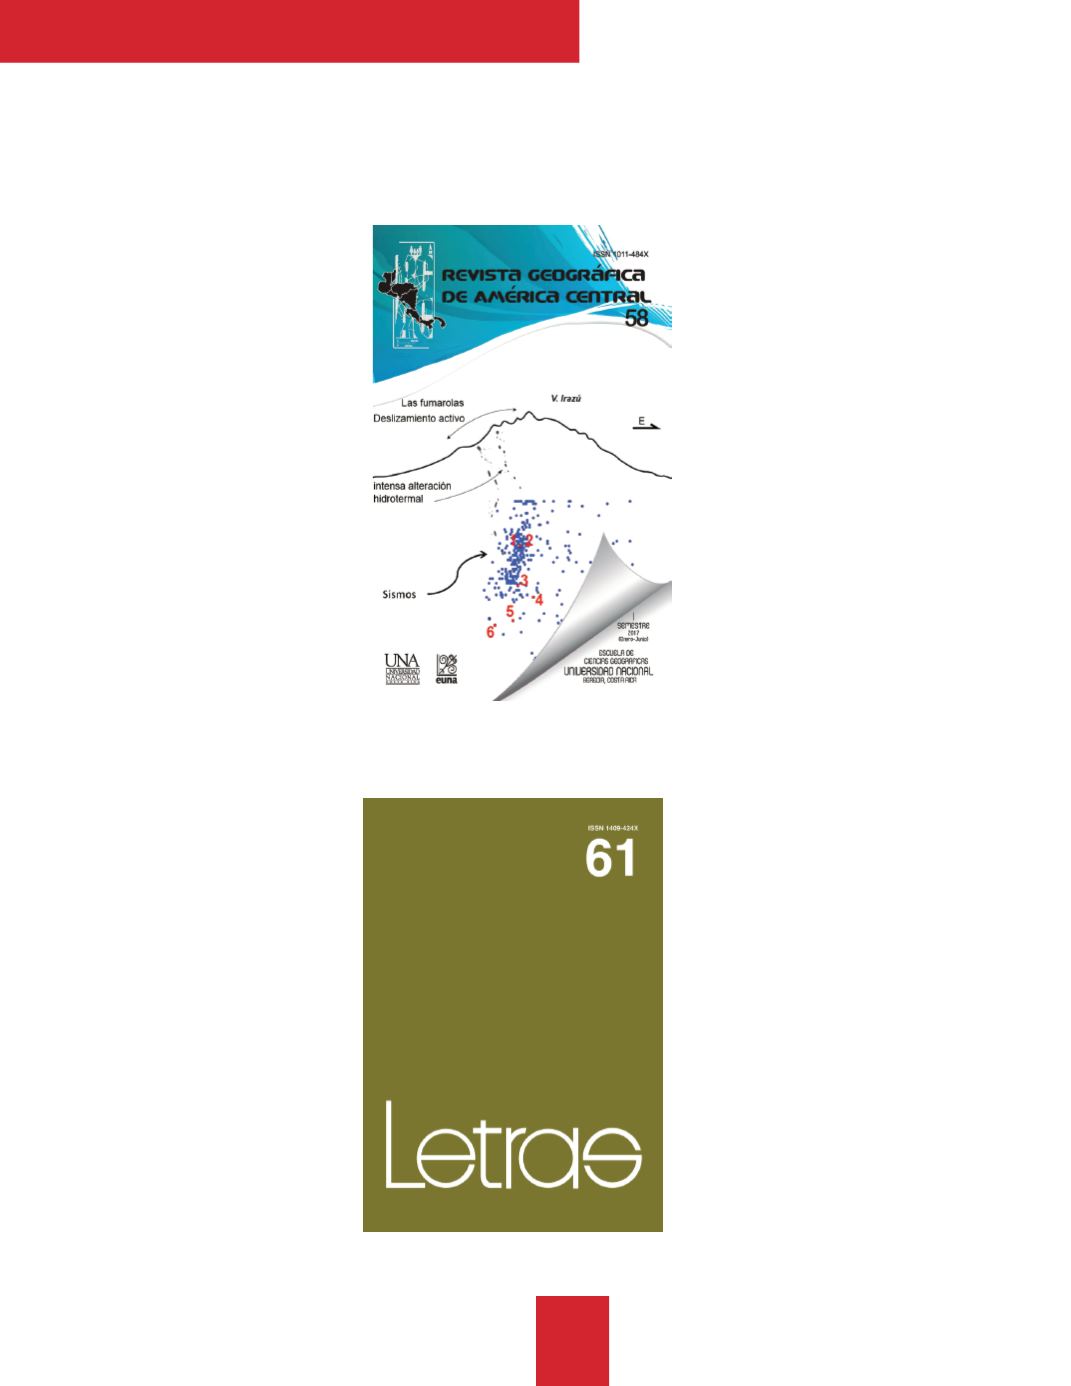 ISSN 1011-484X
REVISTA GEOGRÁFICA
DE AMÉRICA CENTRAL
58
Las fumarolas
V. Irazú
Deslizamiento activo
E
intensa alteración
hidrotermal
1 2
3
Sismos
4
5
6
I
SEMESTRE
2017
(Enero-Junio)
ESCUELA DE
CIENCIAS GEOGRÁFICAS
UNIVERSIDAD NACIONAL
HEREDIA, COSTA RICA
UNA
UNIVERSIDAD
NACIONAL
COSTA RICA
euna
ISSN 1409-424X
61
Letras